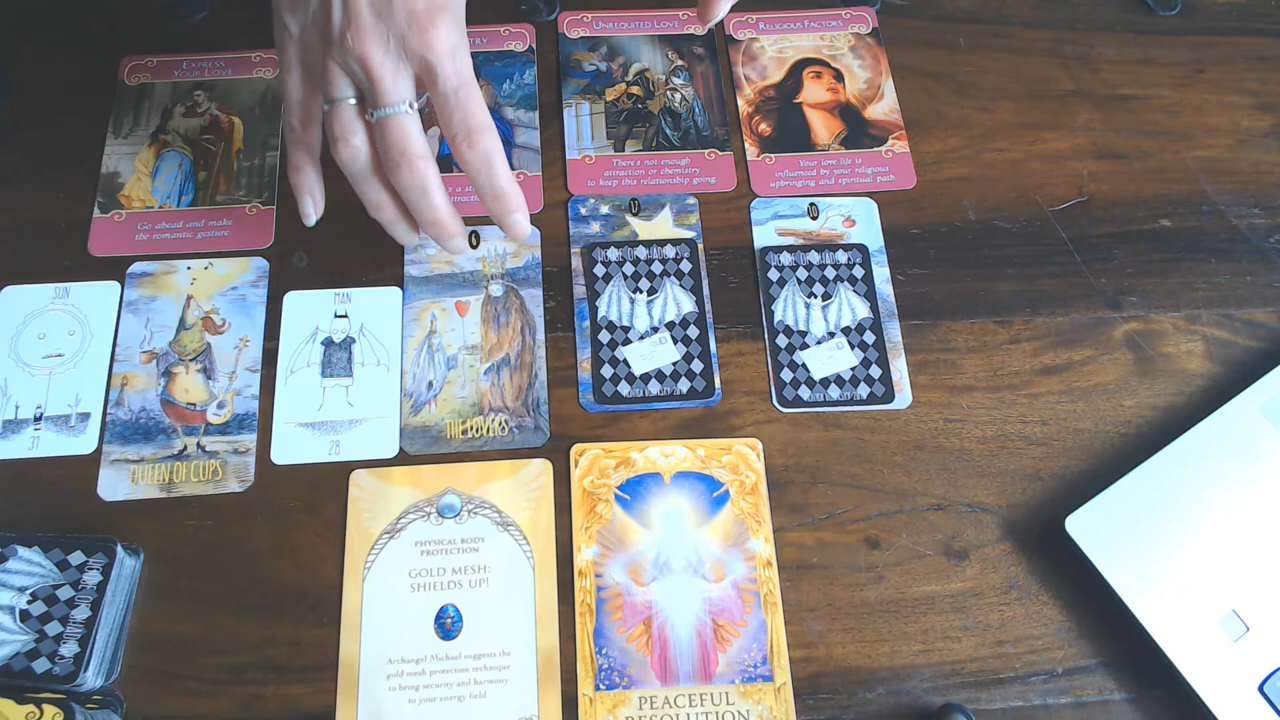 EXPRESS
YOUR LOVE
Go ahead and make
the romantic gesture.
TRY
UNREQUITED LOVE
There's not enough
attraction or chemistry
to keep this relationship going.
RELIGIOUS FACTORS
Your love life is
influenced by your religious
upbringing and spiritual path.
SUN
31
QUEEN OF CUPS
MAN
28
6
THE LOVERS
17
HOUSE OF SHADOWS
10
HOUSE OF SHADOWS
HOUSE OF SHADOWS
PHYSICAL BODY
PROTECTION
GOLD MESH:
SHIELDS UP!
Archangel Michael suggests the
gold mesh protection technique
to bring security and harmony
to your energy field.
PEACEFUL
RESOLUTION